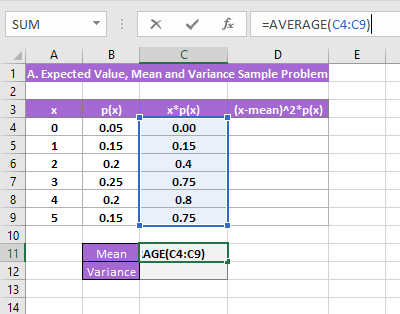 SUM =AVERAGE(C4:C9)
A B C D E
1 A. Expected Value, Mean and Variance Sample Problem
2
3 x p(x) x*p(x) (x-mean)^2*p(x)
4 0 0.05 0.00
5 1 0.15 0.15
6 2 0.2 0.4
7 3 0.25 0.75
8 4 0.2 0.8
9 5 0.15 0.75
10
11 Mean AGE(C4:C9)
12 Variance
13
14